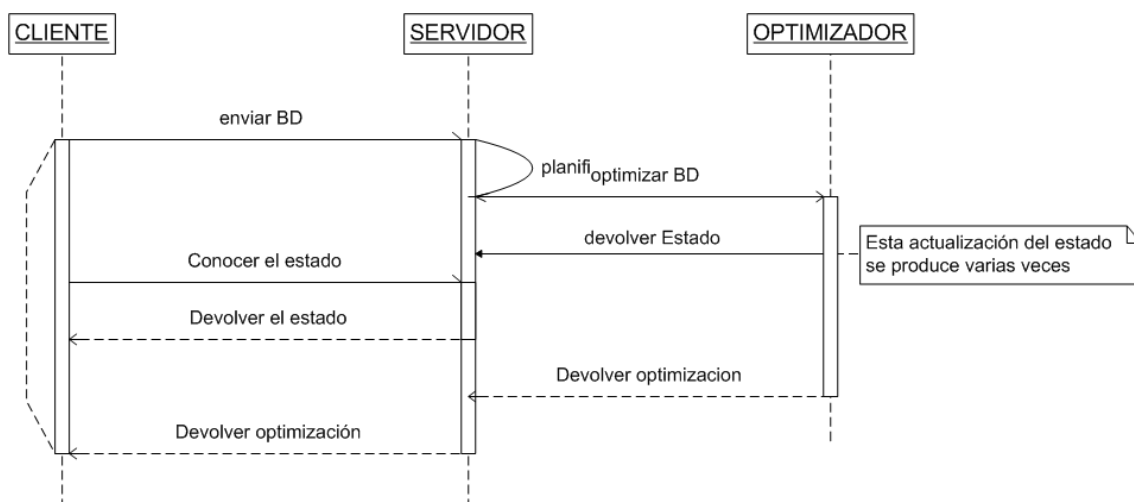 CLIENTE
SERVIDOR
OPTIMIZADOR
enviar BD
planifi
optimizar BD
devolver Estado
Esta actualización del estado
se produce varias veces
Conocer el estado
Devolver el estado
Devolver optimizacion
Devolver optimización